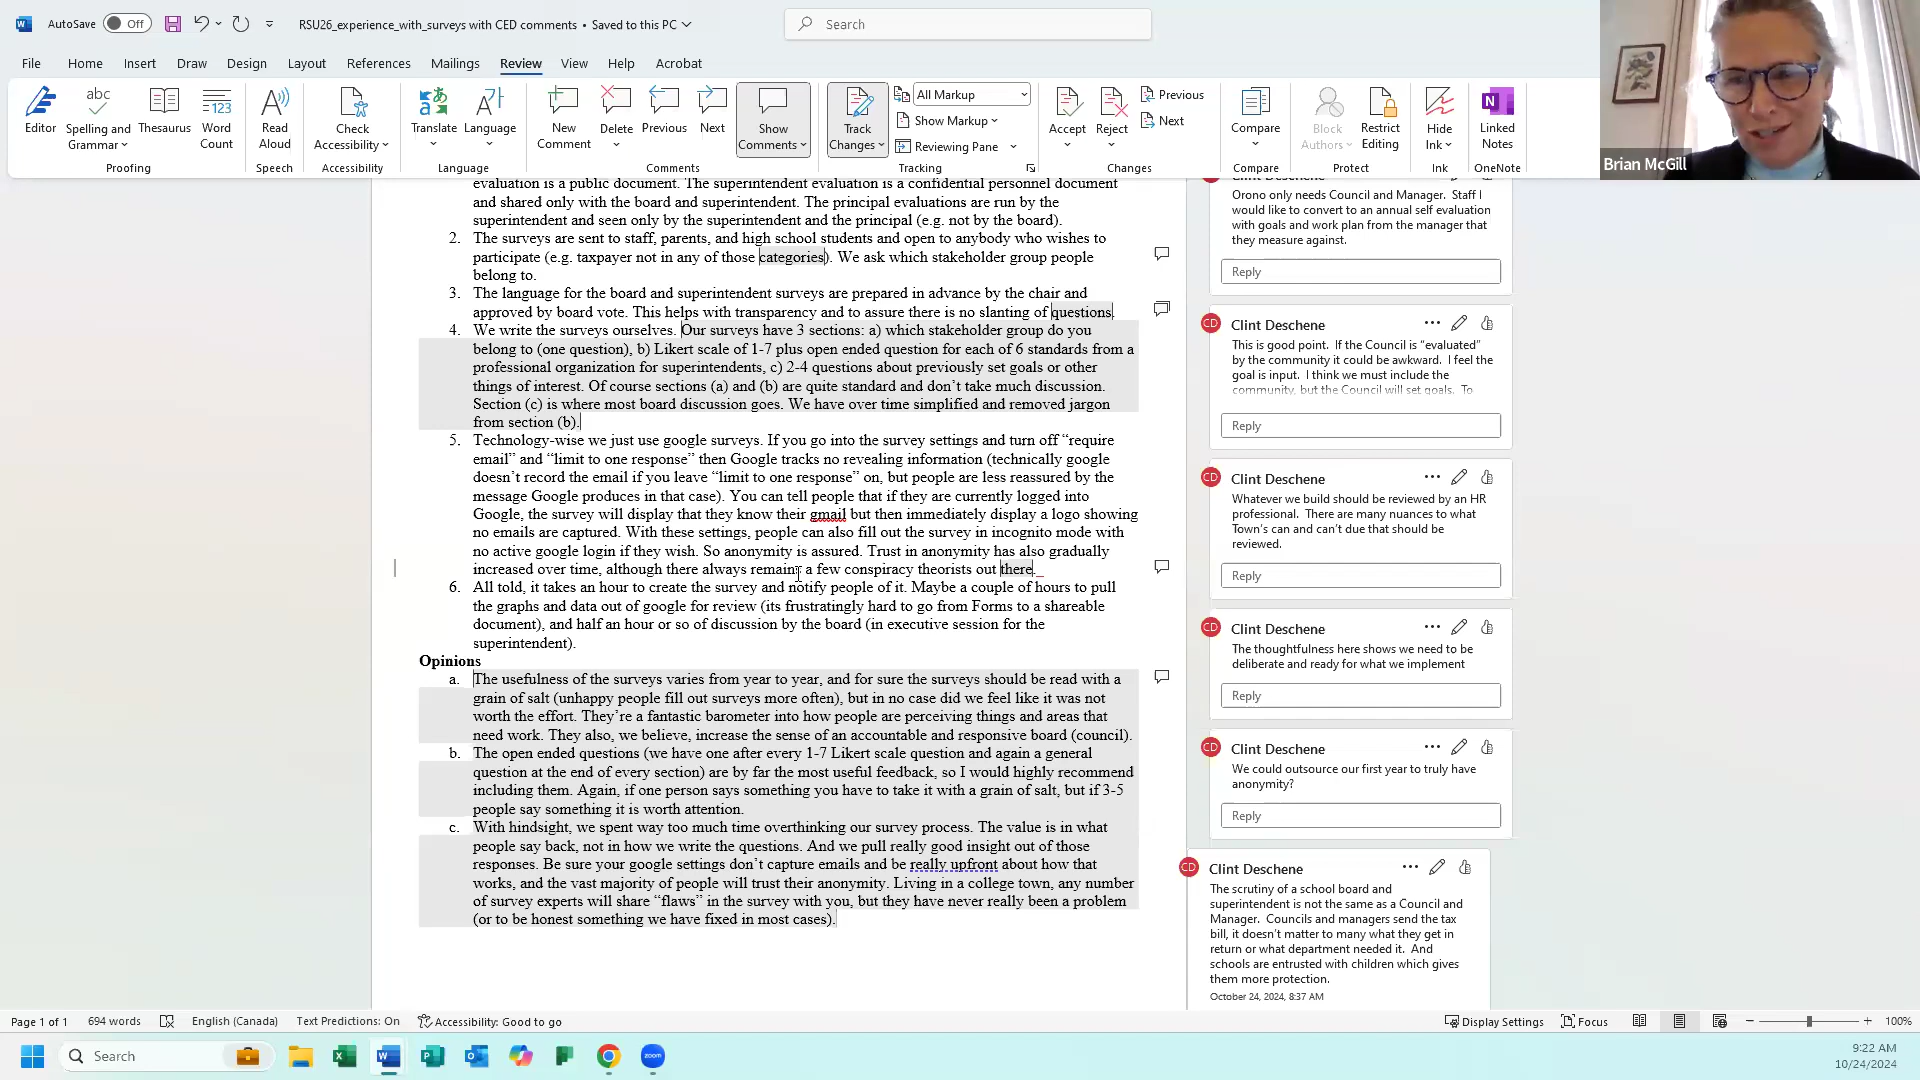 AutoSave
Off
RSU26_experience_with_surveys with CED comments • Saved to this PC
Search
File
Home
Insert
Draw
Design
Layout
References
Mailings
Review
View
Help
Acrobat
Editor
abc
Spelling and
Grammar
Thesaurus
123
Word
Count
Proofing
Read
Aloud
Speech
Check
Accessibility
Accessibility
Translate
Language
Language
New
Comment
Delete
Previous
Next
Show
Comments
Comments
Track
Changes
All Markup
Show Markup
Reviewing Pane
Tracking
Accept
Reject
Previous
Next
Changes
Compare
Compare
Block
Authors
Restrict
Editing
Protect
Hide
Ink
Ink
Linked
Notes
OneNote
Brian McGill
evaluation is a public document. The superintendent evaluation is a confidential personnel document
and shared only with the board and superintendent. The principal evaluations are run by the
superintendent and seen only by the superintendent and the principal (e.g. not by the board).
2. The surveys are sent to staff, parents, and high school students and open to anybody who wishes to
participate (e.g. taxpayer not in any of those categories). We ask which stakeholder group people
belong to.
3. The language for the board and superintendent surveys are prepared in advance by the chair and
approved by board vote. This helps with transparency and to assure there is no slanting of questions.
4. We write the surveys ourselves. Our surveys have 3 sections: a) which stakeholder group do you
belong to (one question), b) Likert scale of 1-7 plus open ended question for each of 6 standards from a
professional organization for superintendents, c) 2-4 questions about previously set goals or other
things of interest. Of course sections (a) and (b) are quite standard and don’t take much discussion.
Section (c) is where most board discussion goes. We have over time simplified and removed jargon
from section (b).
5. Technology-wise we just use google surveys. If you go into the survey settings and turn off “require
email” and “limit to one response” then Google tracks no revealing information (technically google
doesn’t record the email if you leave “limit to one response” on, but people are less reassured by the
message Google produces in that case). You can tell people that if they are currently logged into
Google, the survey will display that they know their gmail but then immediately display a logo showing
no emails are captured. With these settings, people can also fill out the survey in incognito mode with
no active google login if they wish. So anonymity is assured. Trust in anonymity has also gradually
increased over time, although there always remains a few conspiracy theorists out there.
6. All told, it takes an hour to create the survey and notify people of it. Maybe a couple of hours to pull
the graphs and data out of google for review (its frustratingly hard to go from Forms to a shareable
document), and half an hour or so of discussion by the board (in executive session for the
superintendent).
Opinions
a. The usefulness of the surveys varies from year to year, and for sure the surveys should be read with a
grain of salt (unhappy people fill out surveys more often), but in no case did we feel like it was not
worth the effort. They’re a fantastic barometer into how people are perceiving things and areas that
need work. They also, we believe, increase the sense of an accountable and responsive board (council).
b. The open ended questions (we have one after every 1-7 Likert scale question and again a general
question at the end of every section) are by far the most useful feedback, so I would highly recommend
including them. Again, if one person says something you have to take it with a grain of salt, but if 3-5
people say something it is worth attention.
c. With hindsight, we spent way too much time overthinking our survey process. The value is in what
people say back, not in how we write the questions. And we pull really good insight out of those
responses. Be sure your google settings don’t capture emails and be really upfront about how that
works, and the vast majority of people will trust their anonymity. Living in a college town, any number
of survey experts will share “flaws” in the survey with you, but they have never really been a problem
(or to be honest something we have fixed in most cases).
Orono only needs Council and Manager. Staff I
would like to convert to an annual self evaluation
with goals and work plan from the manager that
they measure against.
Reply
CD
Clint Deschene
This is good point. If the Council is “evaluated”
by the community it could be awkward. I feel the
goal is input. I think we must include the
community, but the Council will set goals. To
Reply
CD
Clint Deschene
Whatever we build should be reviewed by an HR
professional. There are many nuances to what
Town’s can and can’t due that should be
reviewed.
Reply
CD
Clint Deschene
The thoughtfulness here shows we need to be
deliberate and ready for what we implement
Reply
CD
Clint Deschene
We could outsource our first year to truly have
anonymity?
Reply
CD
Clint Deschene
The scrutiny of a school board and
superintendent is not the same as a Council and
Manager. Councils and managers send the tax
bill, it doesn’t matter to many what they get in
return or what department needed it. And
schools are entrusted with children which gives
them more protection.
October 24, 2024, 8:37 AM
Page 1 of 1
694 words
English (Canada)
Text Predictions: On
Accessibility: Good to go
Display Settings
Focus
100%
Search
zoom
9:22 AM
10/24/2024